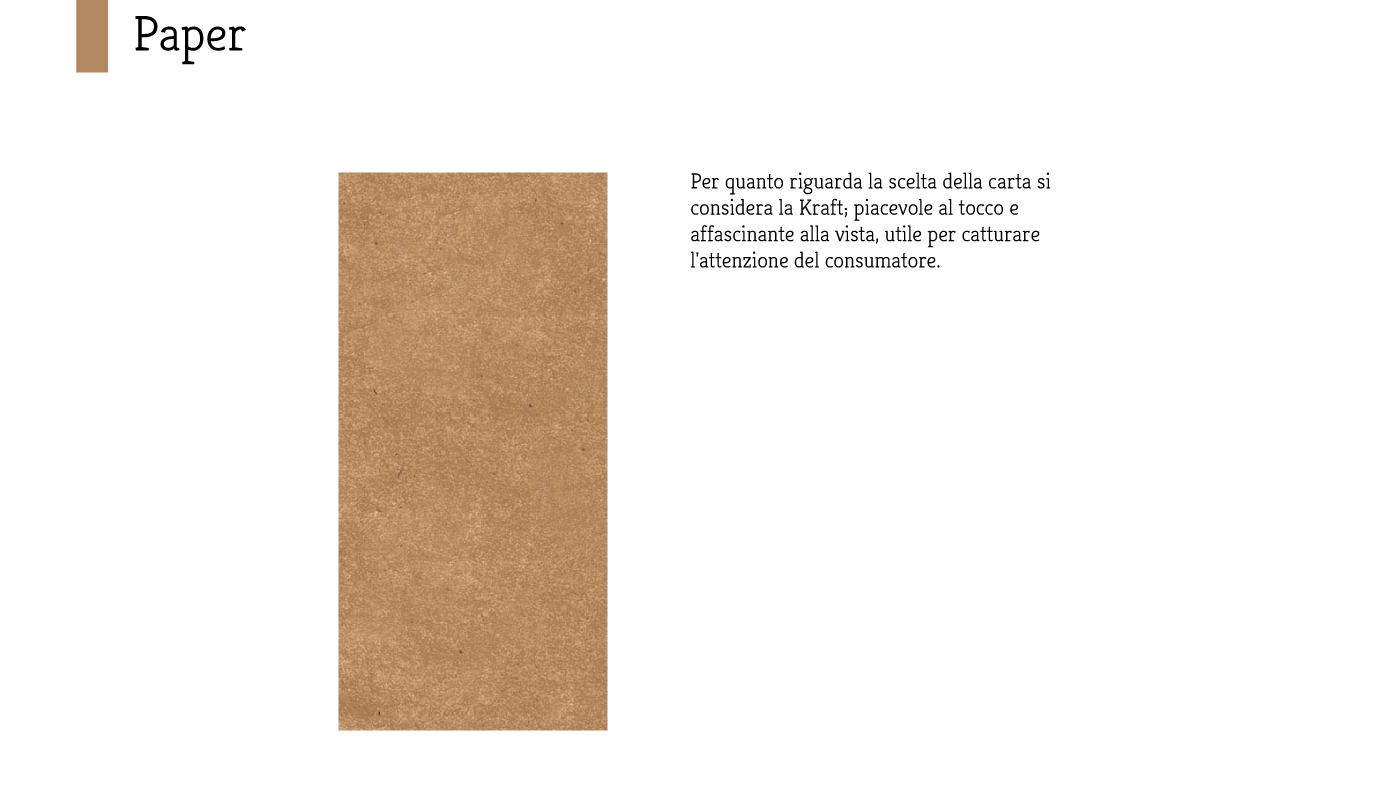 Paper
Per quanto riguarda la scelta della carta si
considera la Kraft; piacevole al tocco e
affascinante alla vista, utile per catturare
l'attenzione del consumatore.